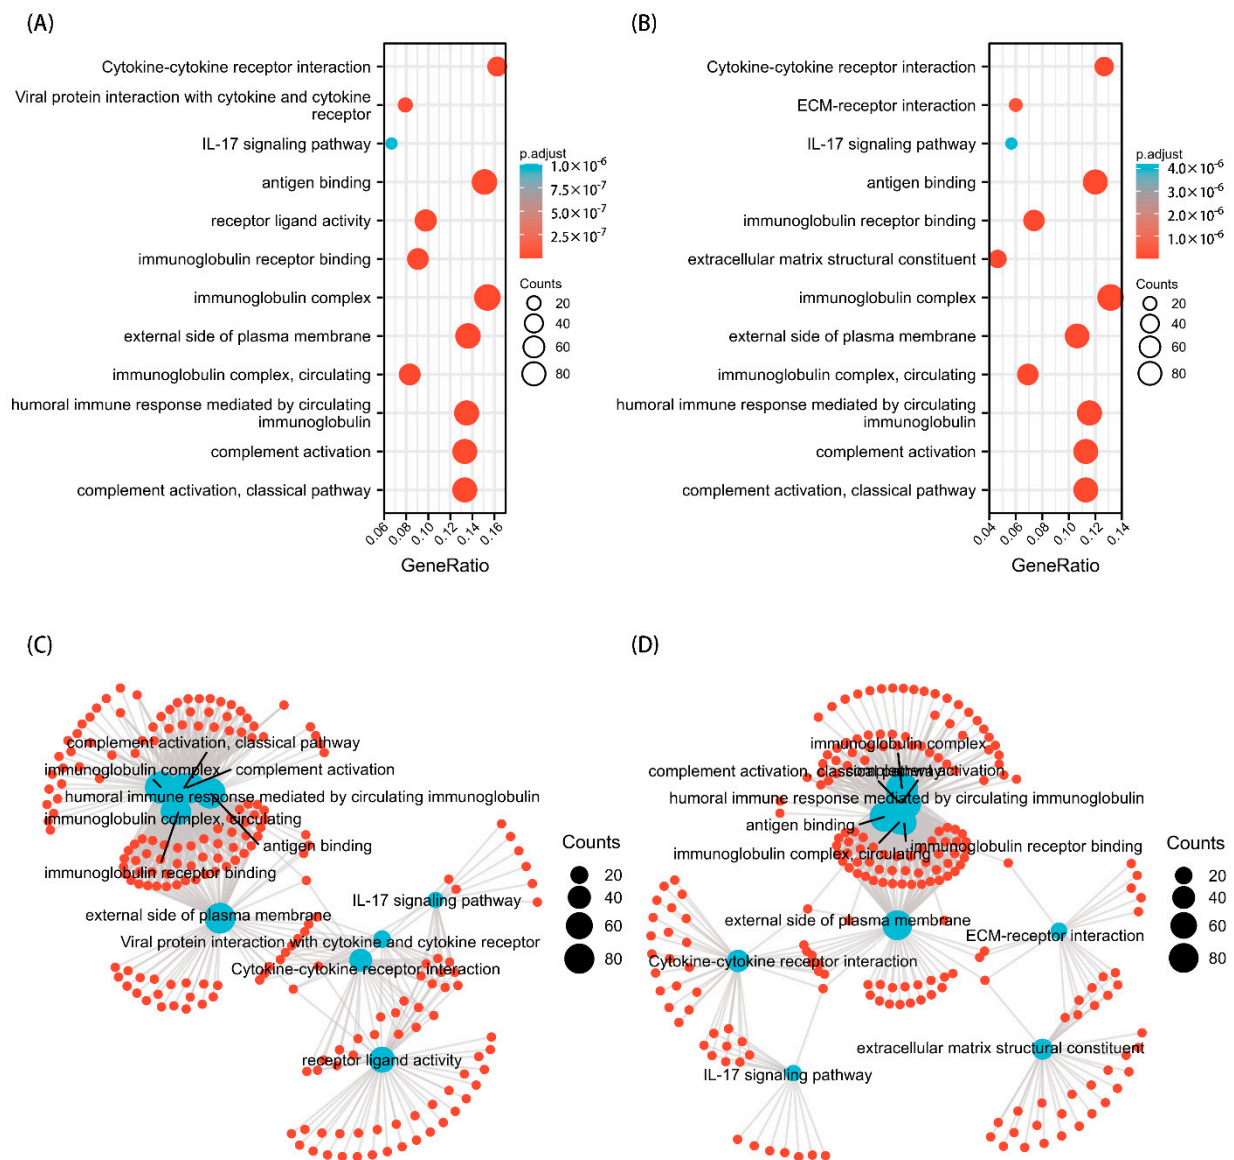 (A)
Cytokine-cytokine receptor interaction
Viral protein interaction with cytokine and cytokine
receptor
IL-17 signaling pathway
antigen binding
receptor ligand activity
immunoglobulin receptor binding
immunoglobulin complex
external side of plasma membrane
immunoglobulin complex, circulating
humoral immune response mediated by circulating
immunoglobulin
complement activation
complement activation, classical pathway
0.06 0.08 0.10 0.12 0.14 0.16
GeneRatio
p.adjust
1.0×10⁻⁶
7.5×10⁻⁷
5.0×10⁻⁷
2.5×10⁻⁷
Counts
20
40
60
80
(B)
Cytokine-cytokine receptor interaction
ECM-receptor interaction
IL-17 signaling pathway
antigen binding
immunoglobulin receptor binding
extracellular matrix structural constituent
immunoglobulin complex
external side of plasma membrane
immunoglobulin complex, circulating
humoral immune response mediated by circulating
immunoglobulin
complement activation
complement activation, classical pathway
0.04 0.06 0.08 0.10 0.12 0.14
GeneRatio
p.adjust
4.0×10⁻⁶
3.0×10⁻⁶
2.0×10⁻⁶
1.0×10⁻⁶
Counts
20
40
60
80
(C)
complement activation, classical pathway
immunoglobulin complex
complement activation
humoral immune response mediated by circulating immunoglobulin
immunoglobulin complex, circulating
antigen binding
immunoglobulin receptor binding
IL-17 signaling pathway
external side of plasma membrane
Viral protein interaction with cytokine and cytokine receptor
Cytokine-cytokine receptor interaction
receptor ligand activity
Counts
20
40
60
80
(D)
immunoglobulin complex
complement activation, classical pathway
complement activation
humoral immune response mediated by circulating immunoglobulin
antigen binding
immunoglobulin receptor binding
immunoglobulin complex, circulating
external side of plasma membrane
ECM-receptor interaction
Cytokine-cytokine receptor interaction
extracellular matrix structural constituent
IL-17 signaling pathway
Counts
20
40
60
80